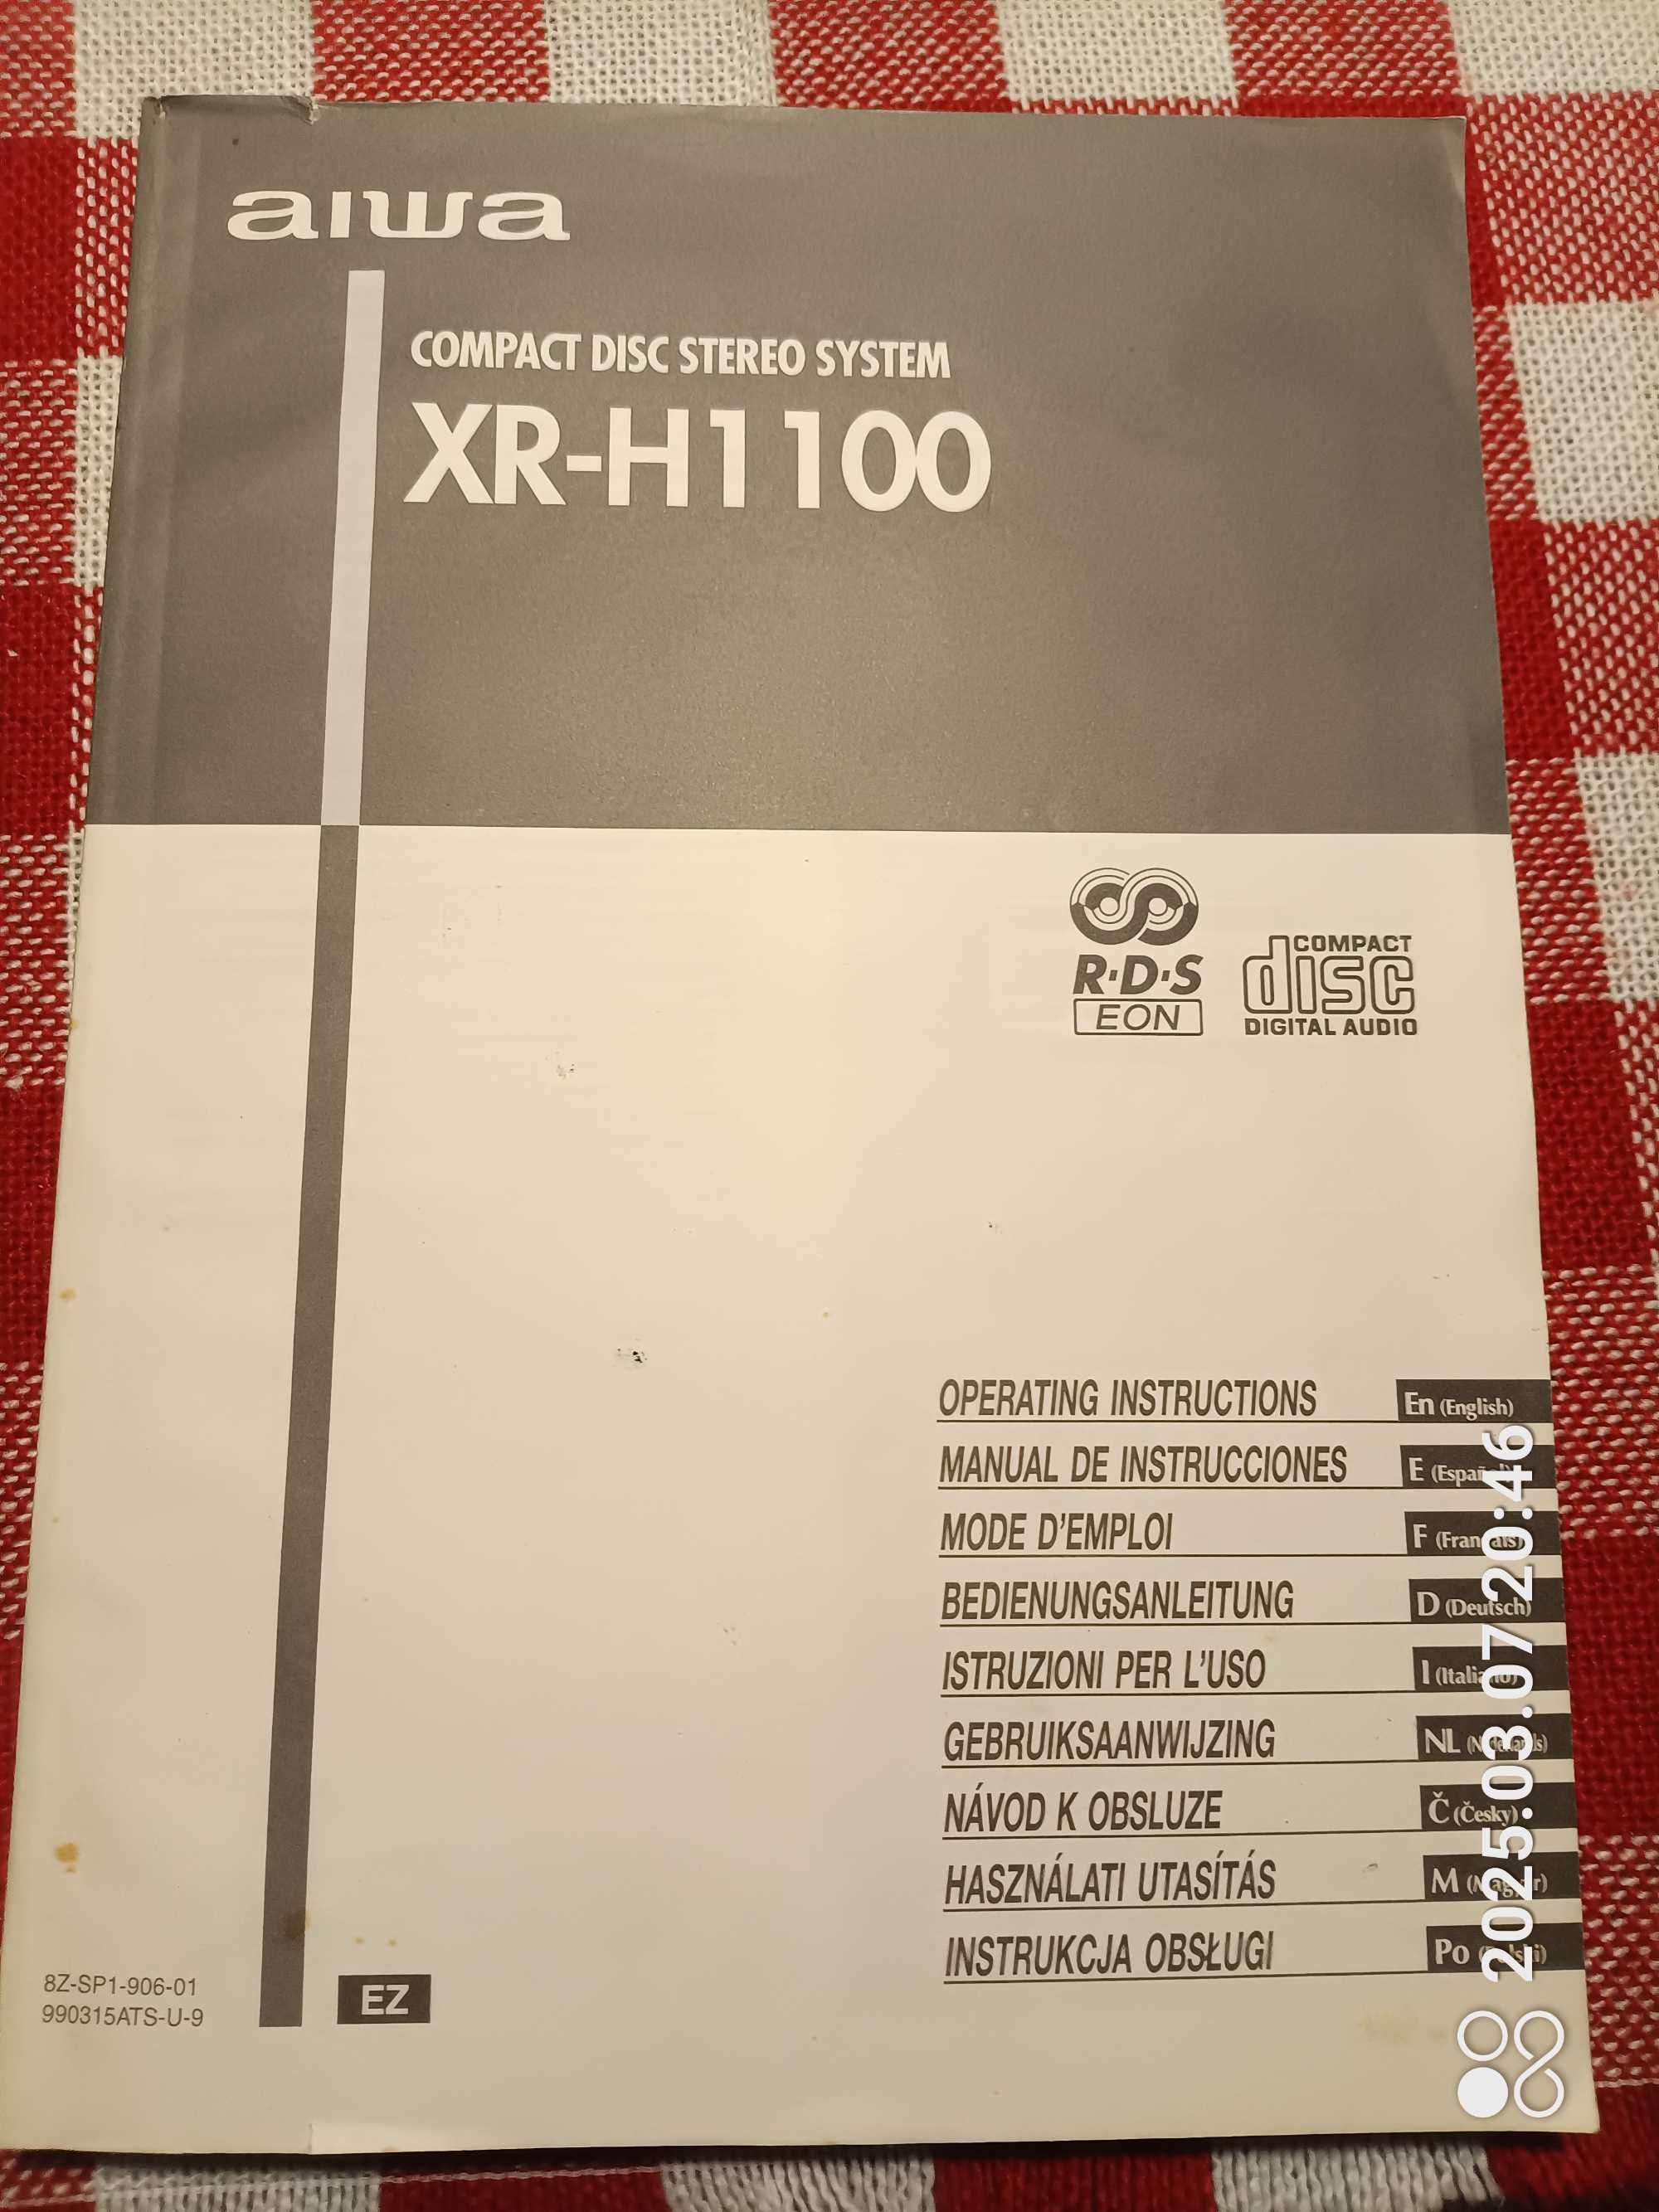 aiwa
COMPACT DISC STEREO SYSTEM
XR-H1100
R·D·S
EON
COMPACT
disc
DIGITAL AUDIO
OPERATING INSTRUCTIONS En (English)
MANUAL DE INSTRUCCIONES E
MODE D'EMPLOI F
BEDIENUNGSANLEITUNG D (Deutsch)
ISTRUZIONI PER L'USO I
GEBRUIKSAANWIJZING NL
NÁVOD K OBSLUZE Č (Česky)
HASZNÁLATI UTASÍTÁS M
INSTRUKCJA OBSŁUGI Po
8Z-SP1-906-01
990315ATS-U-9
EZ
2025.03.07 20:46